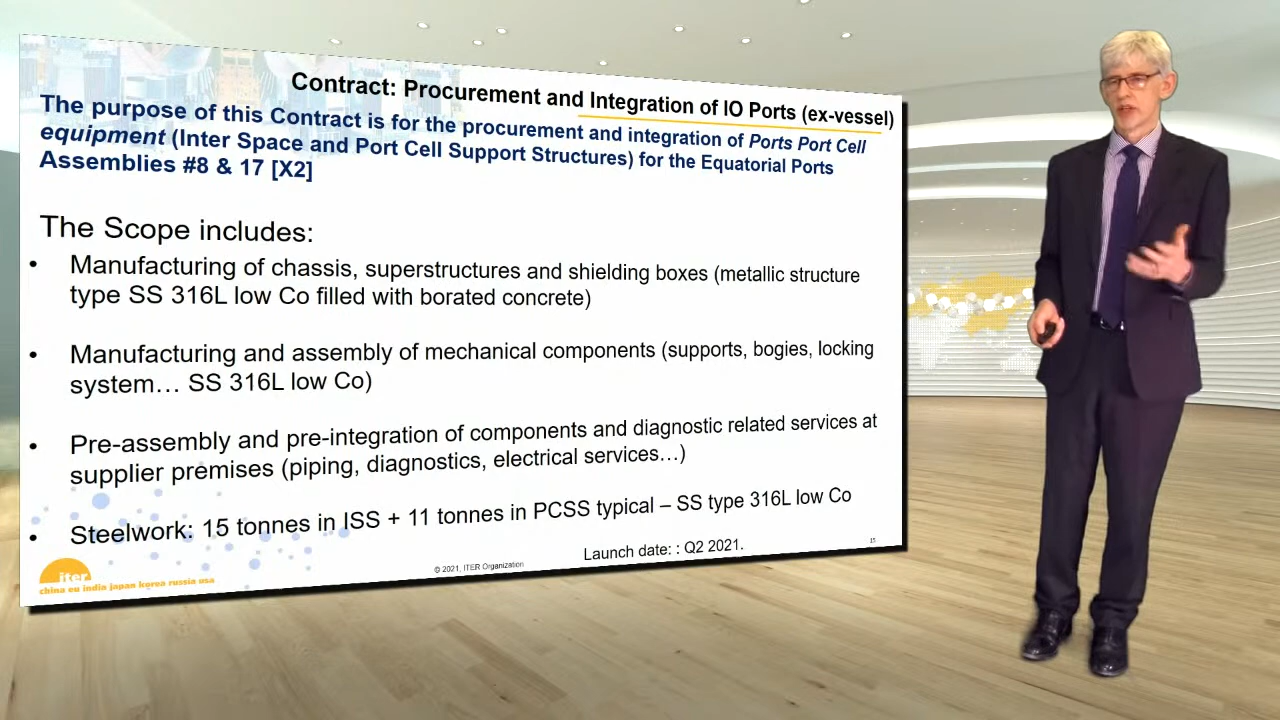 Contract: Procurement and Integration of IO Ports (ex-vessel)
The purpose of this Contract is for the procurement and integration of Ports Port Cell
equipment (Inter Space and Port Cell Support Structures) for the Equatorial Ports
Assemblies #8 & 17 [X2]
The Scope includes:
• Manufacturing of chassis, superstructures and shielding boxes (metallic structure
type SS 316L low Co filled with borated concrete)
• Manufacturing and assembly of mechanical components (supports, bogies, locking
system… SS 316L low Co)
• Pre-assembly and pre-integration of components and diagnostic related services at
supplier premises (piping, diagnostics, electrical services…)
• Steelwork: 15 tonnes in ISS + 11 tonnes in PCSS typical – SS type 316L low Co
Launch date: : Q2 2021.
15
iter
china eu india japan korea russia usa
© 2021, ITER Organization